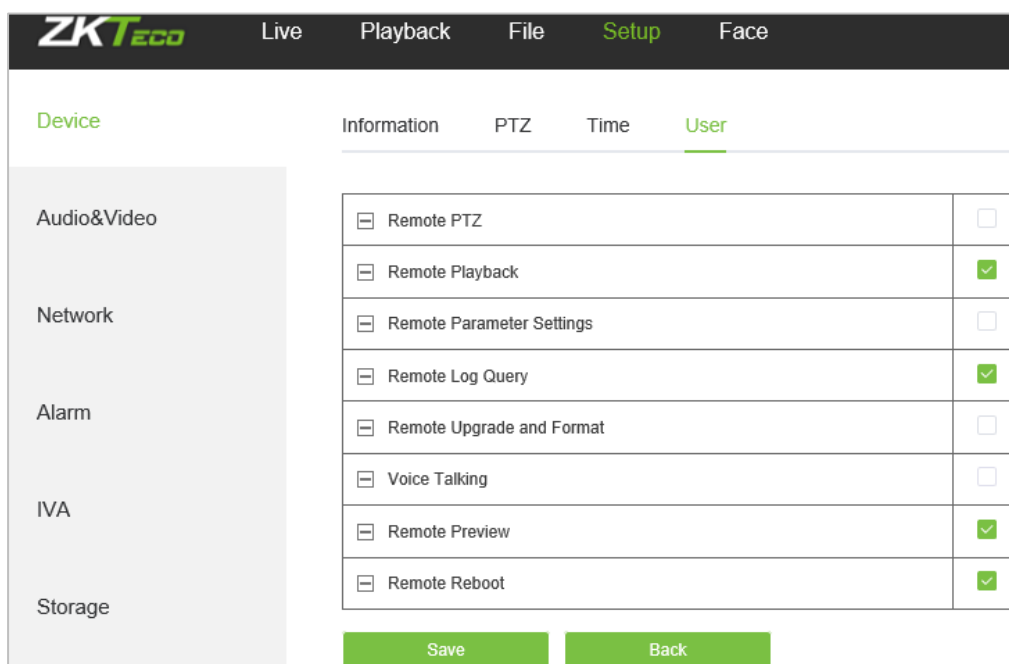 ZKTeco Live Playback File Setup Face
Device
Information PTZ Time User
Audio&Video
Network
Alarm
IVA
Storage
Remote PTZ
Remote Playback
Remote Parameter Settings
Remote Log Query
Remote Upgrade and Format
Voice Talking
Remote Preview
Remote Reboot
Save Back